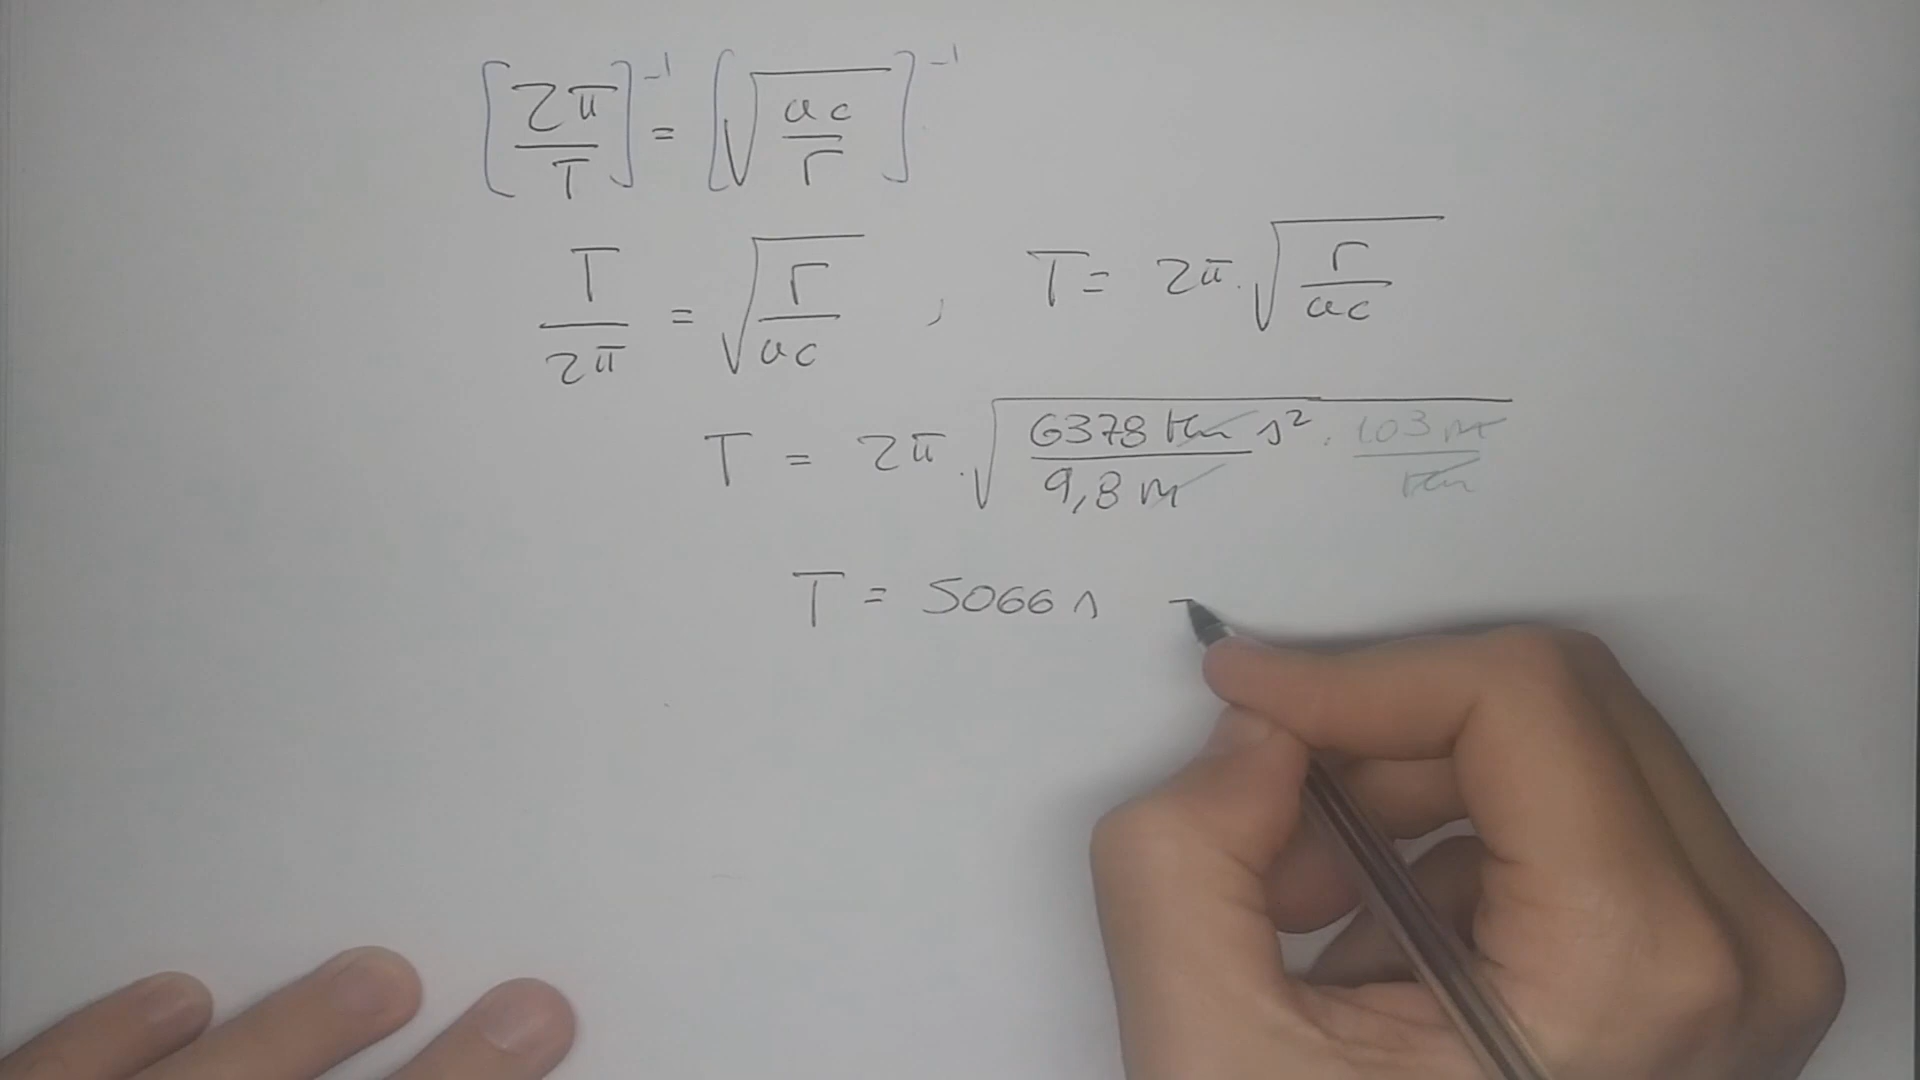 [2π/T]⁻¹ = [√(ac/r)]⁻¹
T/2π = √(r/ac) , T = 2π·√(r/ac)
T = 2π·√(6378 km s²/9,8 m · 103 m/km)
T = 5066 s